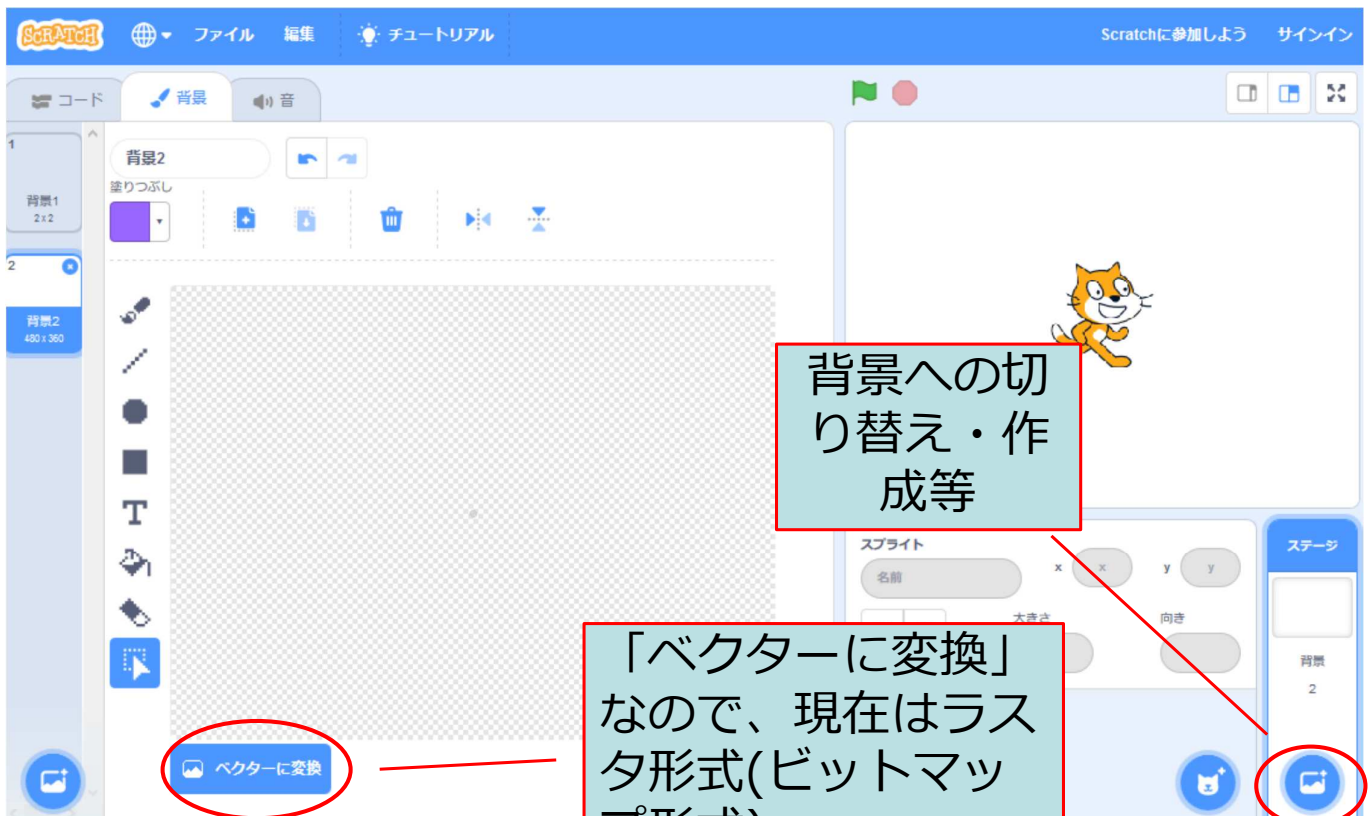 SCRATCH ファイル 編集 チュートリアル Scratchに参加しよう サインイン
コード 背景 音
1
背景1
2 x 2
2
背景2
480 x 360
背景2
塗りつぶし
T
ベクターに変換
背景への切
り替え・作
成等
「ベクターに変換」
なので、現在はラス
タ形式(ビットマッ
プ形式)
スプライト
名前
x x y y
大きさ 向き
ステージ
背景
2